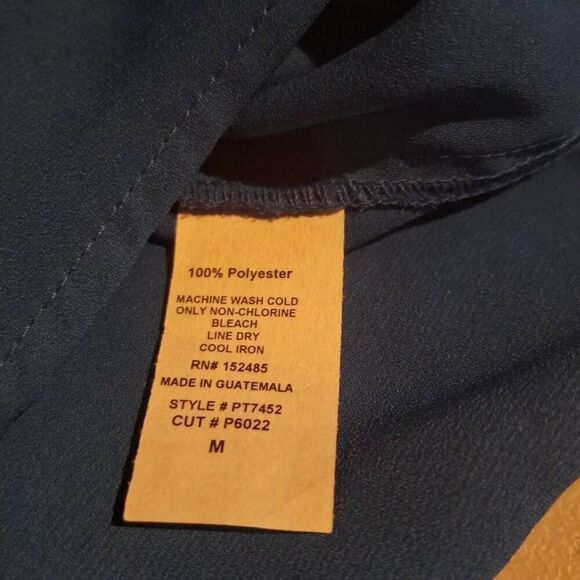 100% Polyester
MACHINE WASH COLD
ONLY NON-CHLORINE
BLEACH
LINE DRY
COOL IRON
RN# 152485
MADE IN GUATEMALA
STYLE # PT7452
CUT # P6022
M